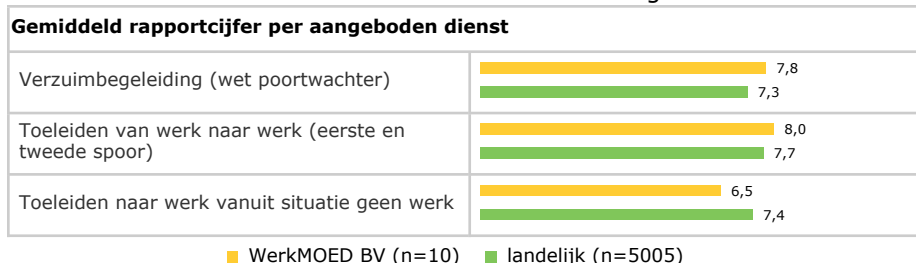 Gemiddeld rapportcijfer per aangeboden dienst
Verzuimbegeleiding (wet poortwachter)
7,8
7,3
Toeleiden van werk naar werk (eerste en
tweede spoor)
8,0
7,7
Toeleiden naar werk vanuit situatie geen werk
6,5
7,4
WerkMOED BV (n=10) landelijk (n=5005)